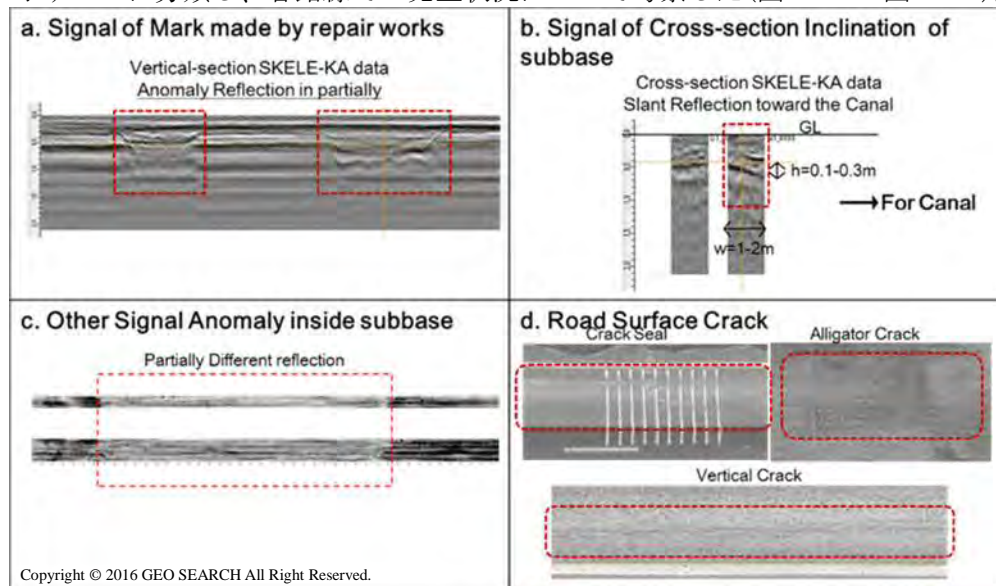 a. Signal of Mark made by repair works
Vertical-section SKELE-KA data
Anomaly Reflection in partially
b. Signal of Cross-section Inclination of
subbase
Cross-section SKELE-KA data
Slant Reflection toward the Canal
GL
h=0.1-0.3m
For Canal
w=1-2m
c. Other Signal Anomaly inside subbase
Partially Different reflection
d. Road Surface Crack
Crack Seal
Alligator Crack
Vertical Crack
Copyright © 2016 GEO SEARCH All Right Reserved.